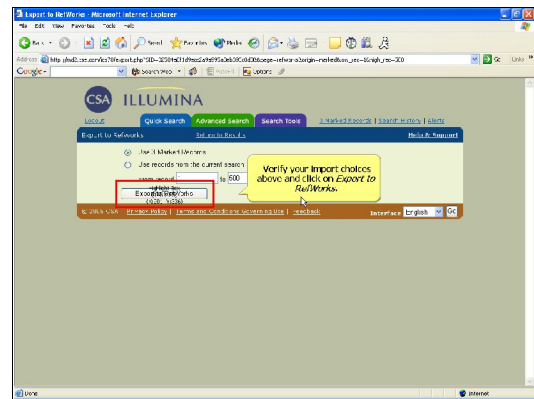 Export to RefWorks - Microsoft Internet Explorer
File Edit View Favorites Tools Help
Back Search Favorites Media
Address Go Links
Google Search Web Options
CSA ILLUMINA
Logout Quick Search Advanced Search Search Tools 3 Marked Records | Search History | Alerts
Export to Refworks Return to Results Help & Support
Use 3 Marked Records
Use records from the current search
From record to 500
Export to RefWorks
Verify your import choices
above and click on Export to
RefWorks.
© 2005 CSA Privacy Policy | Terms and Conditions Governing Use | Feedback Interface English Go
Done Internet